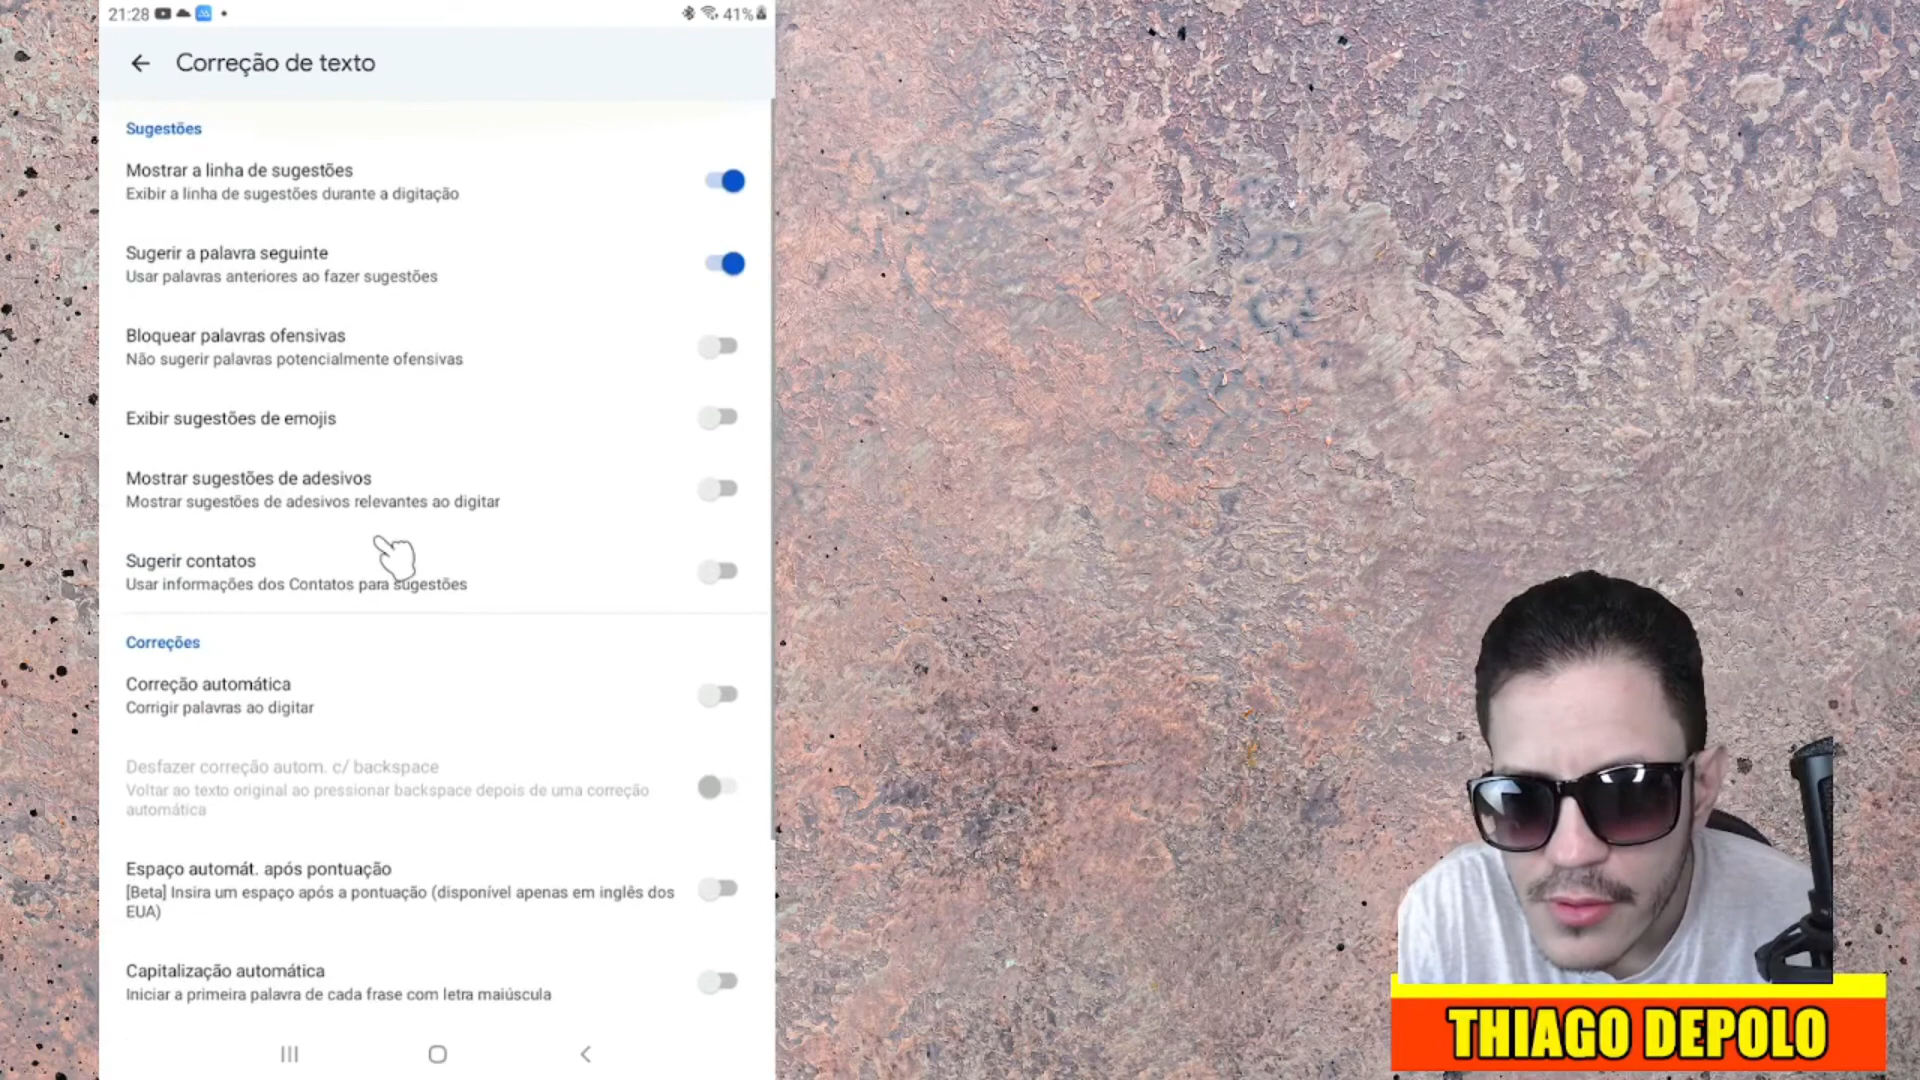 21:28
41%
Correção de texto
Sugestões
Mostrar a linha de sugestões
Exibir a linha de sugestões durante a digitação
Sugerir a palavra seguinte
Usar palavras anteriores ao fazer sugestões
Bloquear palavras ofensivas
Não sugerir palavras potencialmente ofensivas
Exibir sugestões de emojis
Mostrar sugestões de adesivos
Mostrar sugestões de adesivos relevantes ao digitar
Sugerir contatos
Usar informações dos Contatos para sugestões
Correções
Correção automática
Corrigir palavras ao digitar
Desfazer correção autom. c/ backspace
Voltar ao texto original ao pressionar backspace depois de uma correção
automática
Espaço automát. após pontuação
[Beta] Insira um espaço após a pontuação (disponível apenas em inglês dos
EUA)
Capitalização automática
Iniciar a primeira palavra de cada frase com letra maiúscula
THIAGO DEPOLO